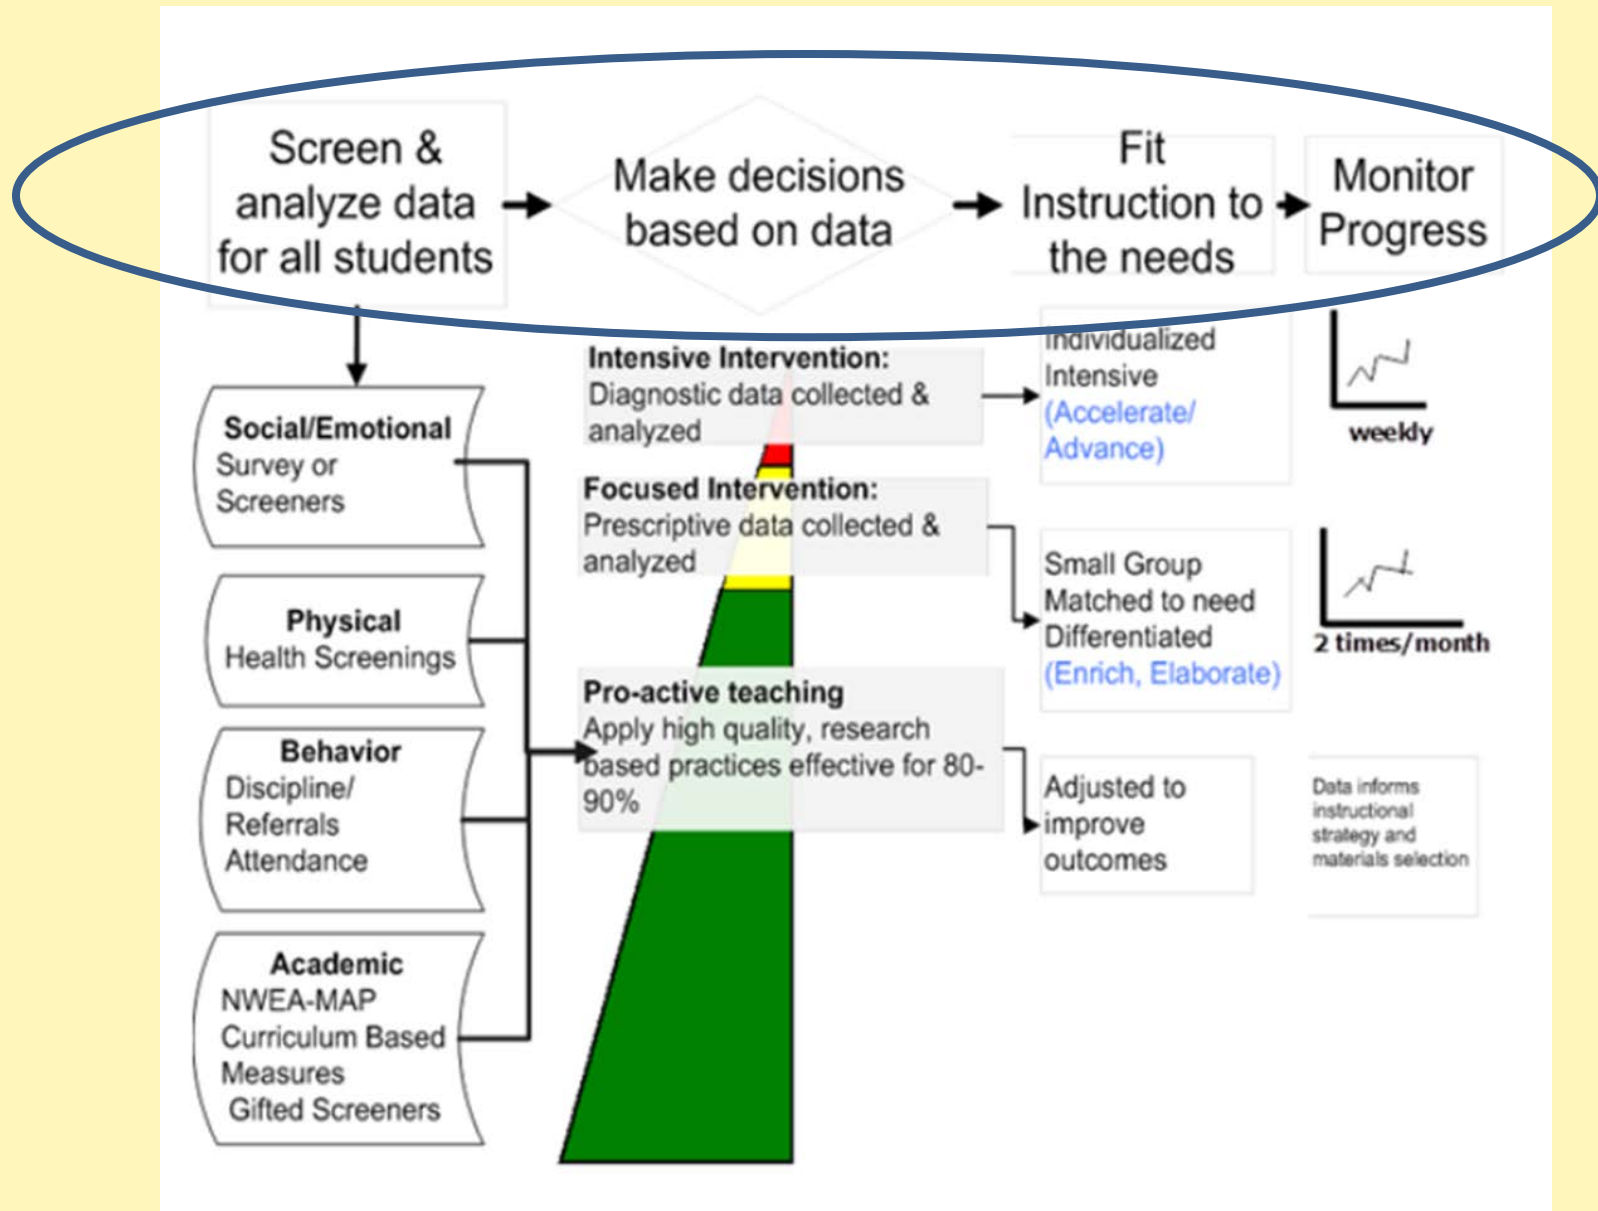 Screen &
analyze data
for all students
Make decisions
based on data
Fit
Instruction to
the needs
Monitor
Progress
Social/Emotional
Survey or
Screeners
Physical
Health Screenings
Behavior
Discipline/
Referrals
Attendance
Academic
NWEA-MAP
Curriculum Based
Measures
Gifted Screeners
Intensive Intervention:
Diagnostic data collected &
analyzed
Focused Intervention:
Prescriptive data collected &
analyzed
Pro-active teaching
Apply high quality, research
based practices effective for 80-
90%
Individualized
Intensive
(Accelerate/
Advance)
Small Group
Matched to need
Differentiated
(Enrich, Elaborate)
Adjusted to
improve
outcomes
weekly
2 times/month
Data informs
instructional
strategy and
materials selection